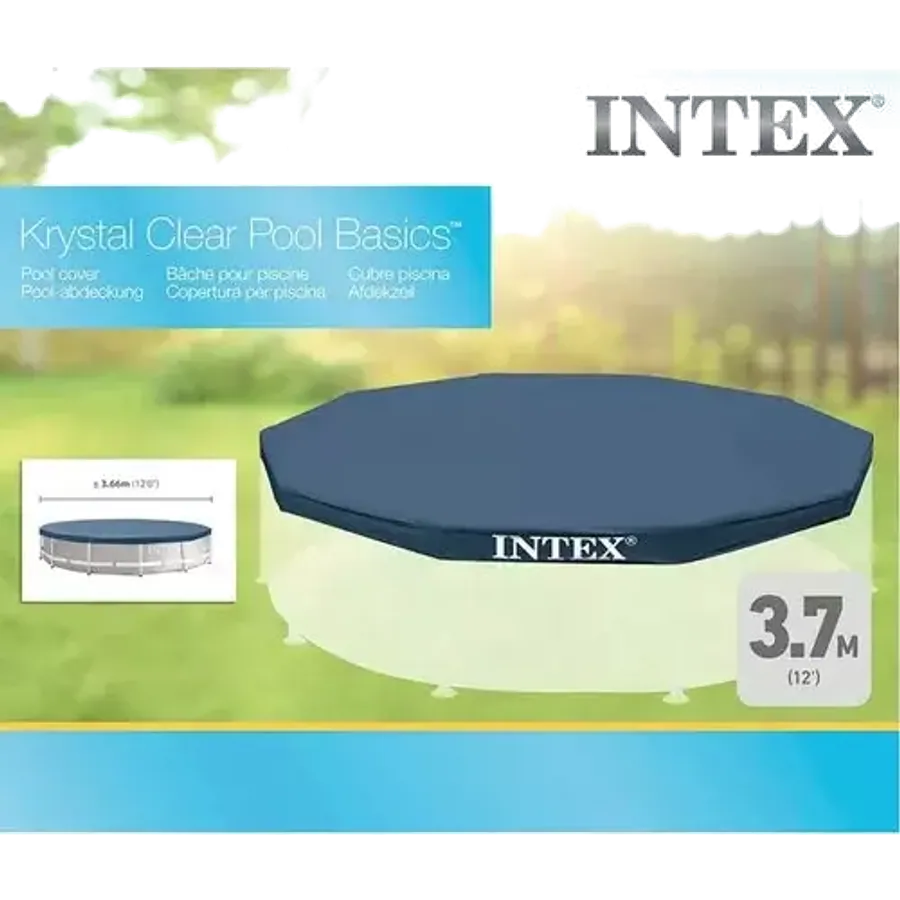 INTEX®
Krystal Clear Pool Basics™
Pool cover Bâche pour piscine Cubre piscina
Pool-abdeckung Copertura per piscina Afdekzeil
± 3.66m (12'0")
INTEX®
3.7M
(12')